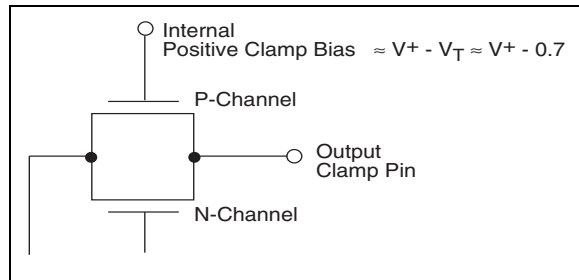 Internal
Positive Clamp Bias ≈ V+ - VT ≈ V+ - 0.7
P-Channel
Output
Clamp Pin
N-Channel